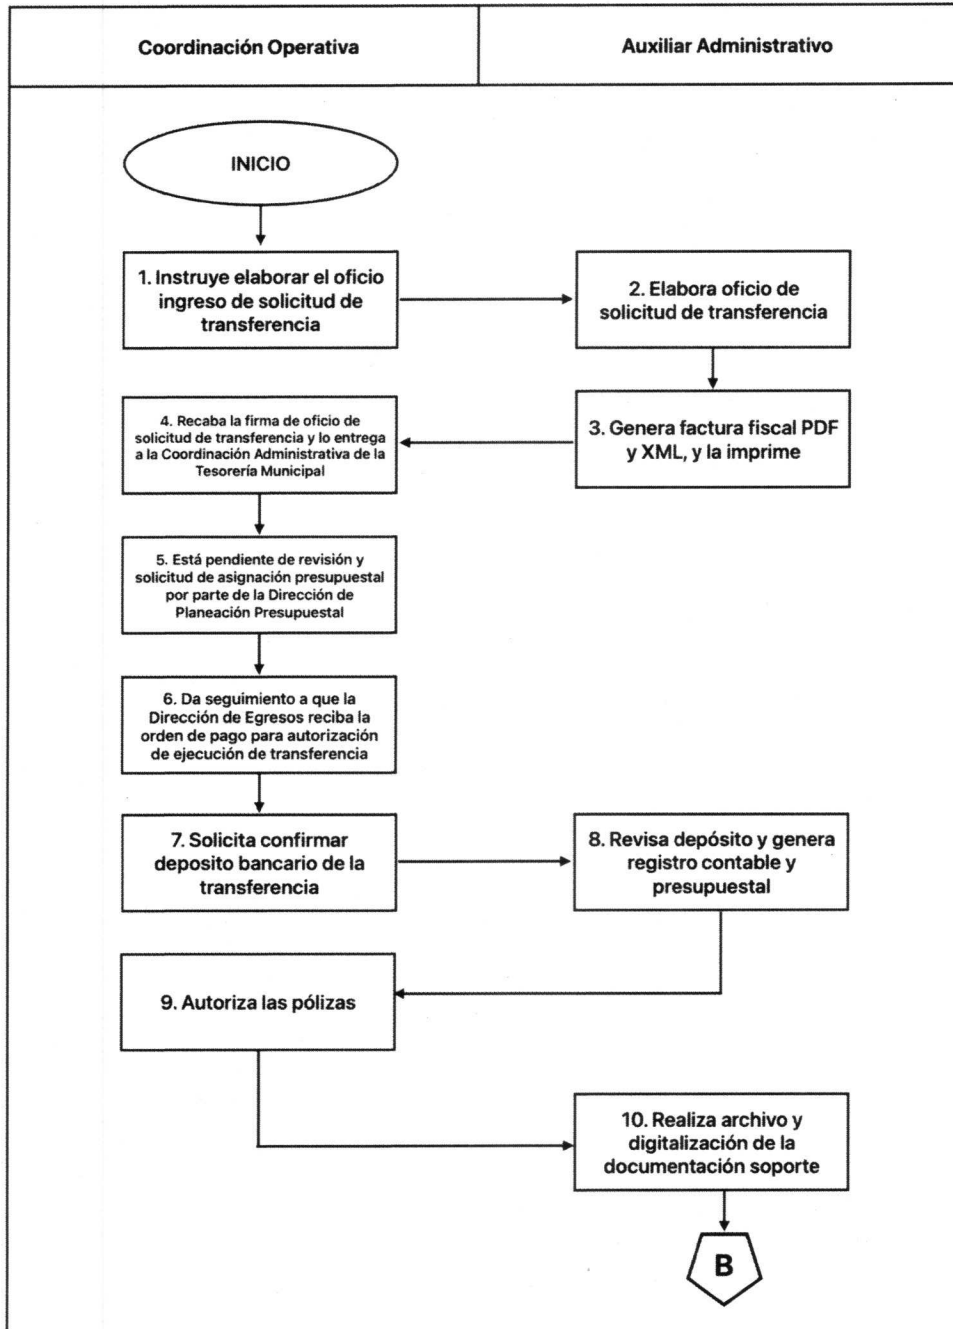 Coordinación Operativa
Auxiliar Administrativo
INICIO
1. Instruye elaborar el oficio
ingreso de solicitud de
transferencia
2. Elabora oficio de
solicitud de transferencia
3. Genera factura fiscal PDF
y XML, y la imprime
4. Recaba la firma de oficio de
solicitud de transferencia y lo entrega
a la Coordinación Administrativa de la
Tesorería Municipal
5. Está pendiente de revisión y
solicitud de asignación presupuestal
por parte de la Dirección de
Planeación Presupuestal
6. Da seguimiento a que la
Dirección de Egresos reciba la
orden de pago para autorización
de ejecución de transferencia
7. Solicita confirmar
deposito bancario de la
transferencia
8. Revisa depósito y genera
registro contable y
presupuestal
9. Autoriza las pólizas
10. Realiza archivo y
digitalización de la
documentación soporte
B